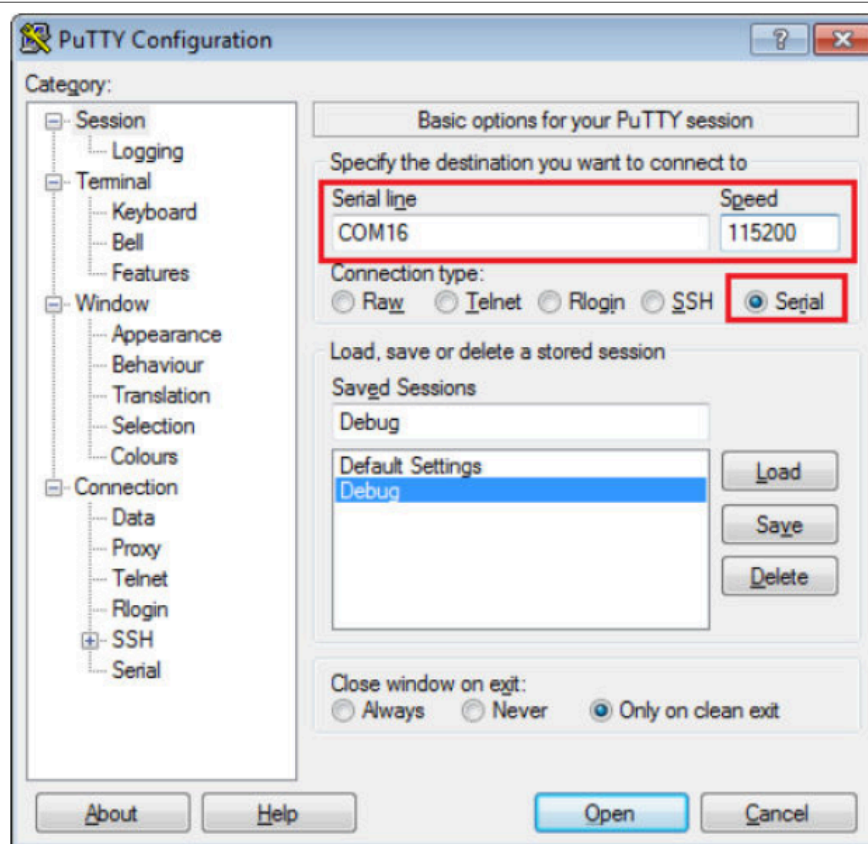 PuTTY Configuration
Category:
Session
Logging
Terminal
Keyboard
Bell
Features
Window
Appearance
Behaviour
Translation
Selection
Colours
Connection
Data
Proxy
Telnet
Rlogin
SSH
Serial
Basic options for your PuTTY session
Specify the destination you want to connect to
Serial line Speed
COM16 115200
Connection type:
Raw Telnet Rlogin SSH Serial
Load, save or delete a stored session
Saved Sessions
Debug
Default Settings
Debug
Load
Save
Delete
Close window on exit:
Always Never Only on clean exit
About Help Open Cancel